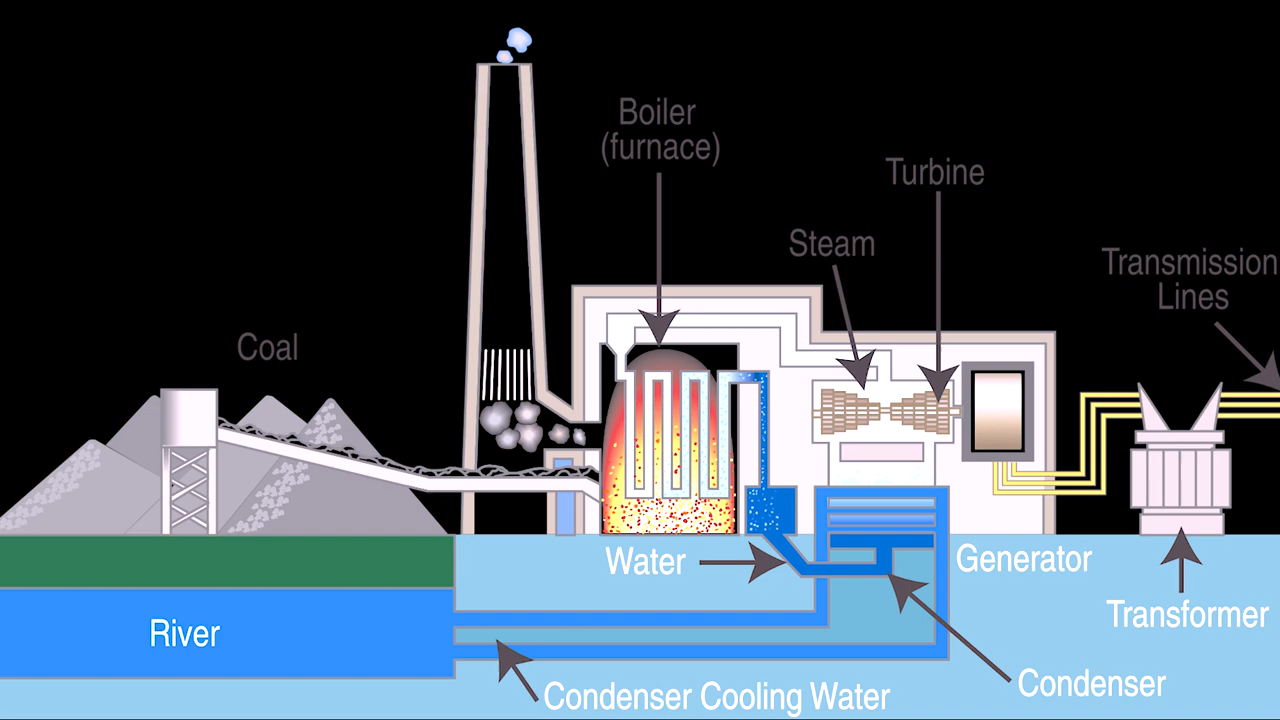 Boiler
(furnace)
Turbine
Steam
Transmission
Lines
Coal
Water
Generator
Transformer
River
Condenser
Condenser Cooling Water